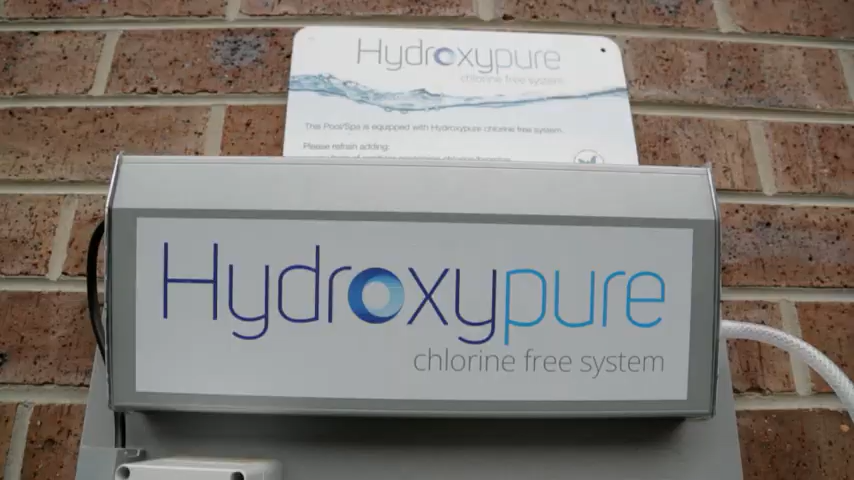 Hydroxypure
chlorine free system
This Pool/Spa is equipped with Hydroxypure chlorine free system.
Please refrain adding:
Hydroxypure
chlorine free system